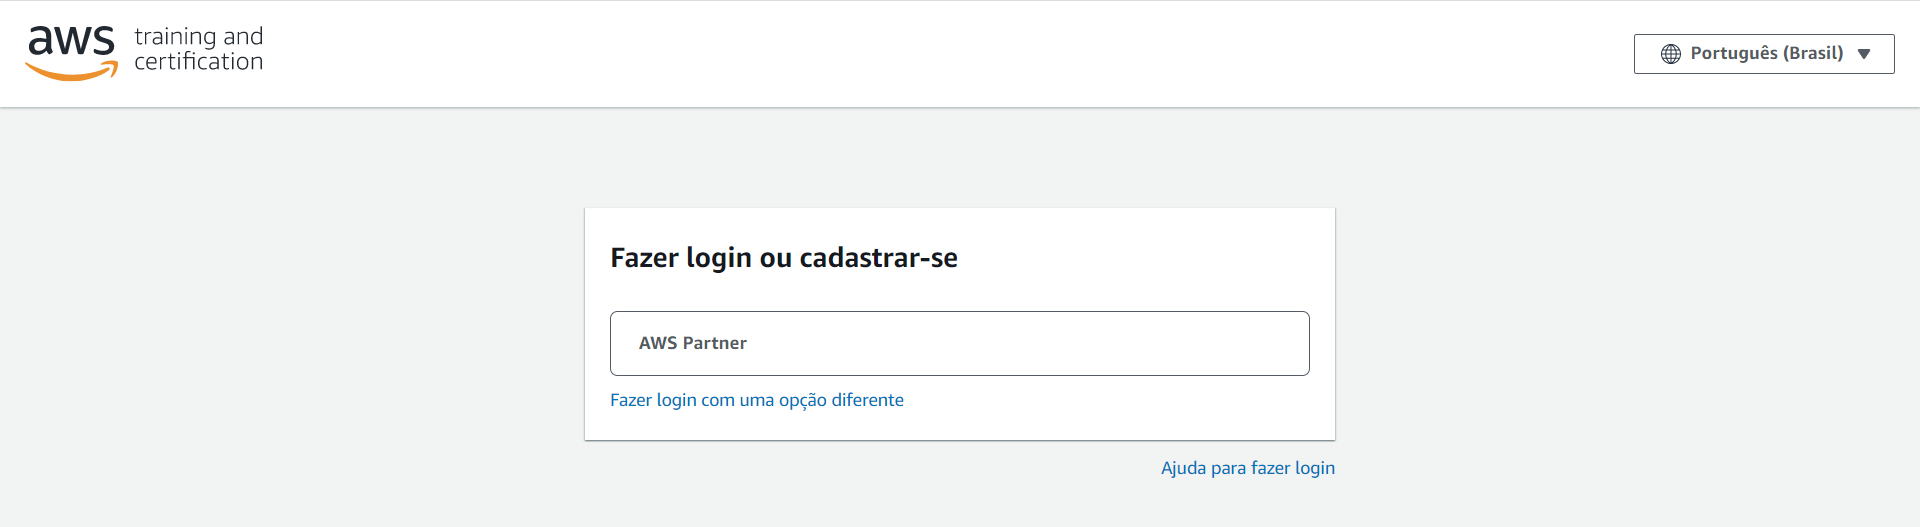 aws training and
certification
Português (Brasil)
Fazer login ou cadastrar-se
AWS Partner
Fazer login com uma opção diferente
Ajuda para fazer login